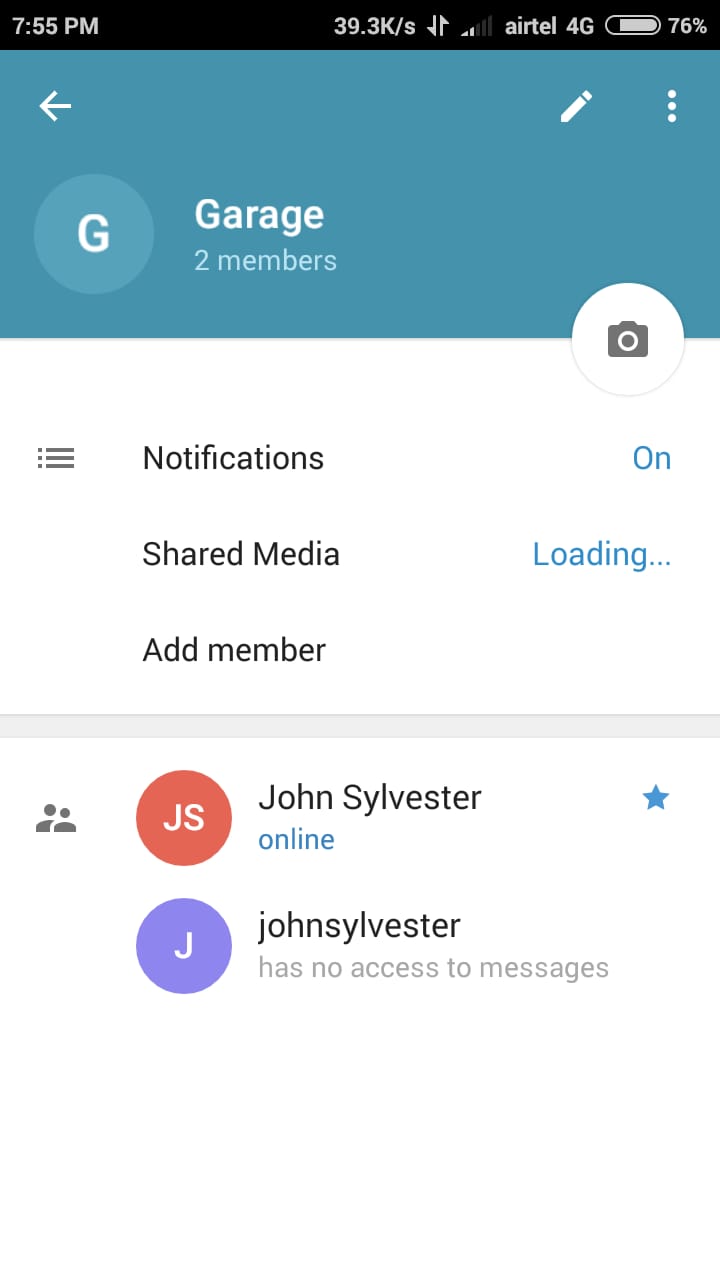 7:55 PM 39.3K/s airtel 4G 76%
G
Garage
2 members
Notifications On
Shared Media Loading...
Add member
JS
John Sylvester
online
J
johnsylvester
has no access to messages